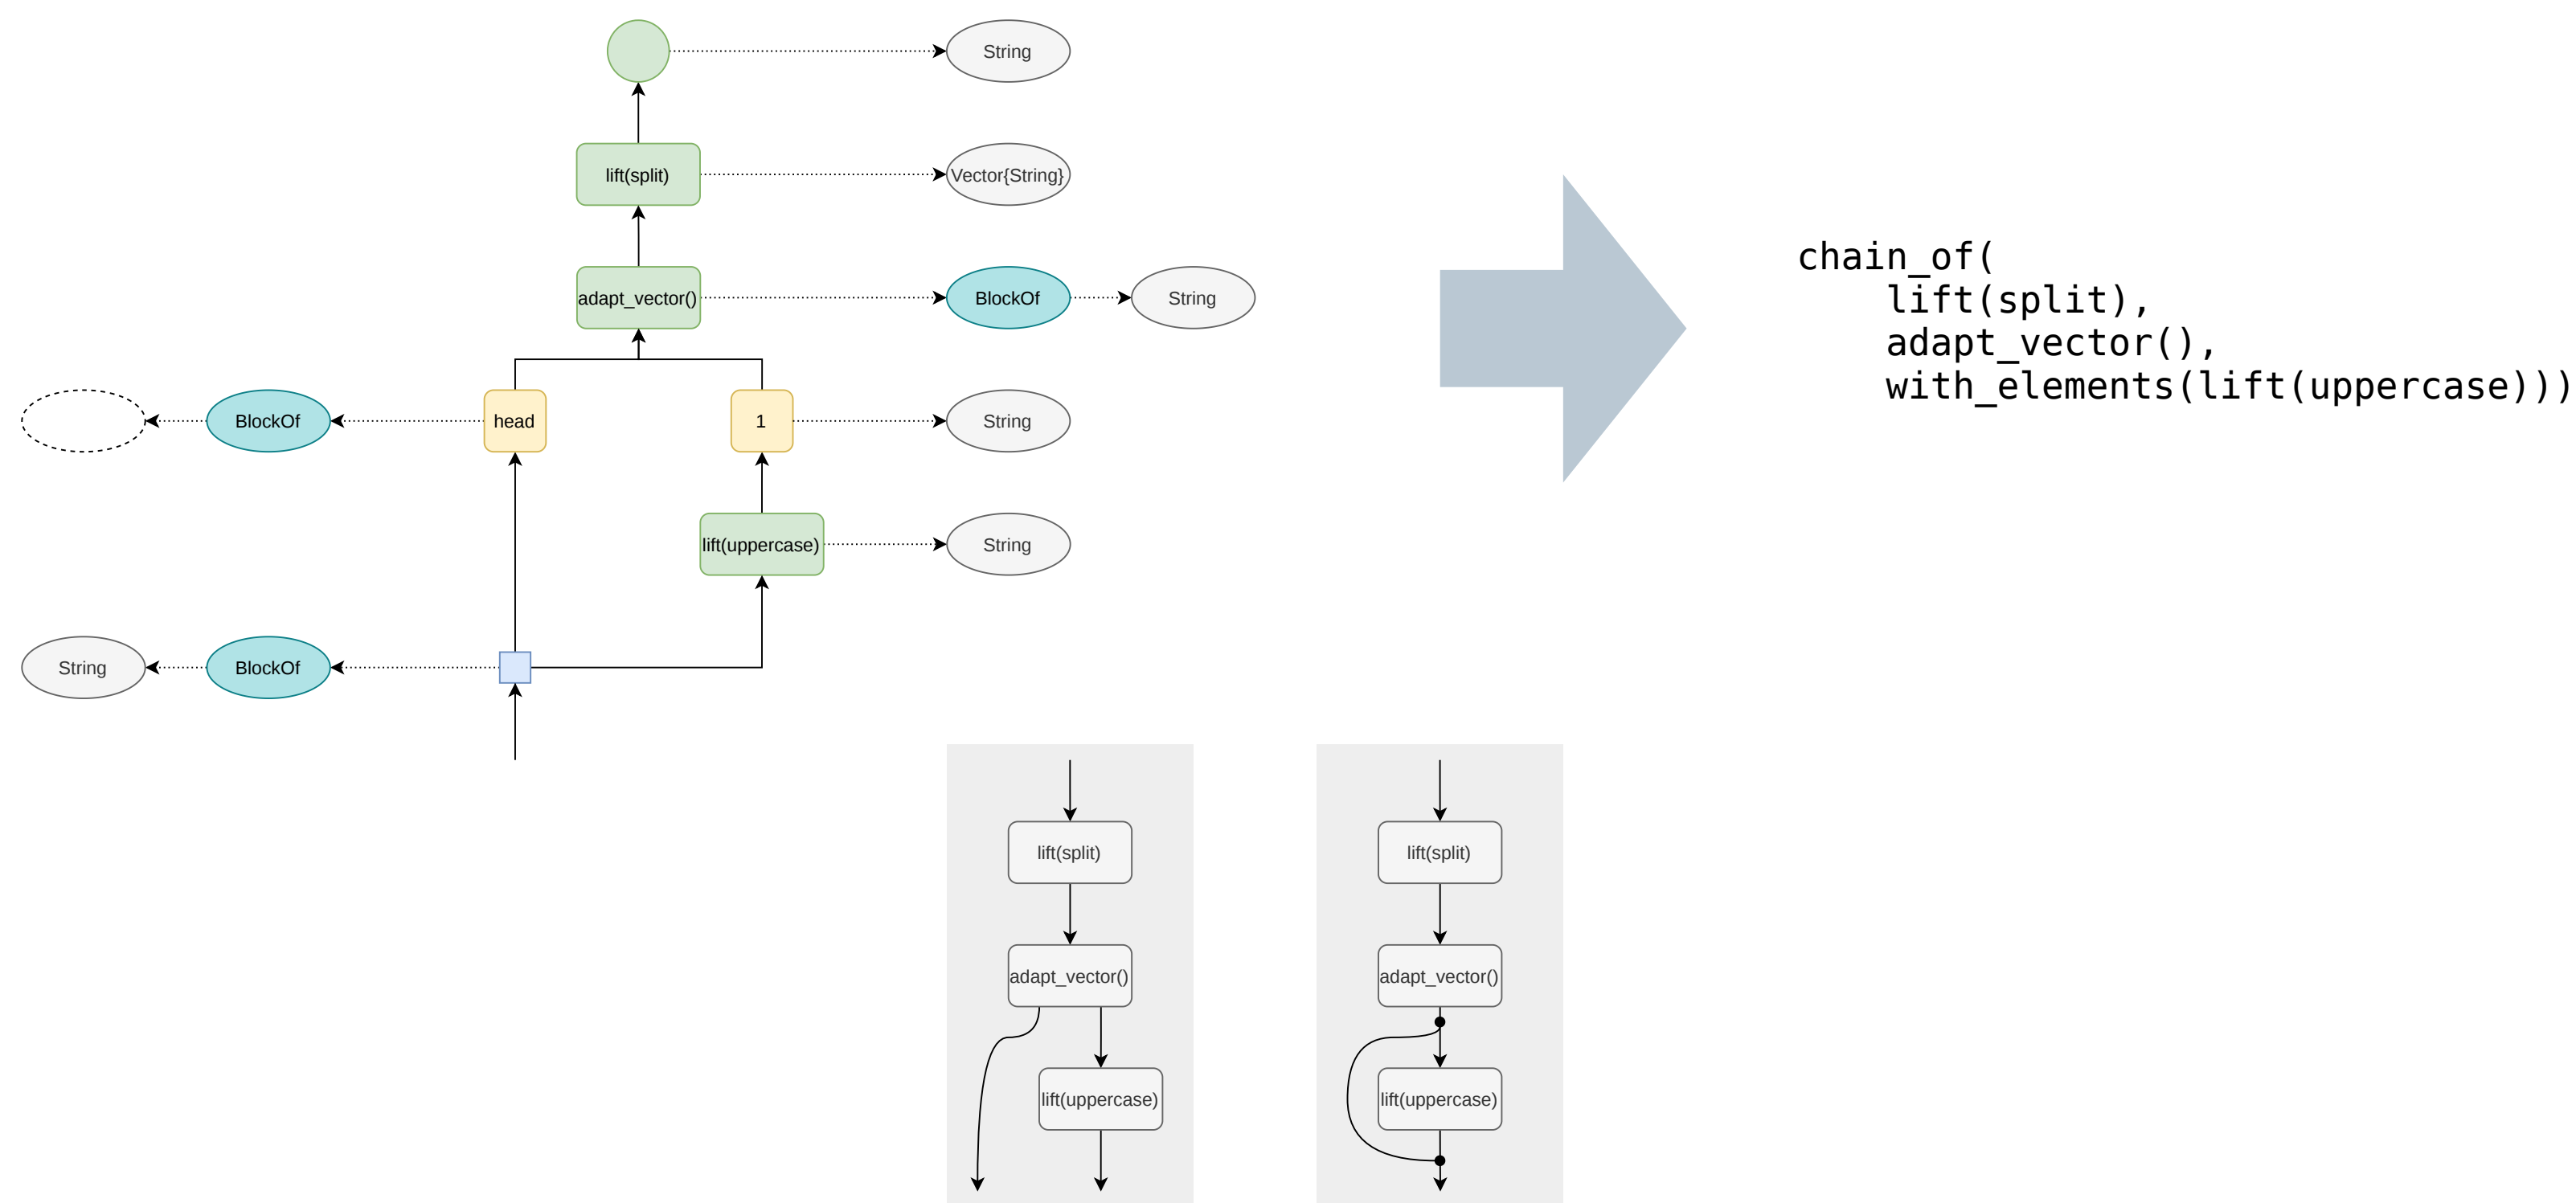 String
lift(split)
Vector{String}
adapt_vector()
BlockOf
String
BlockOf
head
1
String
lift(uppercase)
String
String
BlockOf
chain_of(
    lift(split),
    adapt_vector(),
    with_elements(lift(uppercase)))
lift(split)
adapt_vector()
lift(uppercase)
lift(split)
adapt_vector()
lift(uppercase)